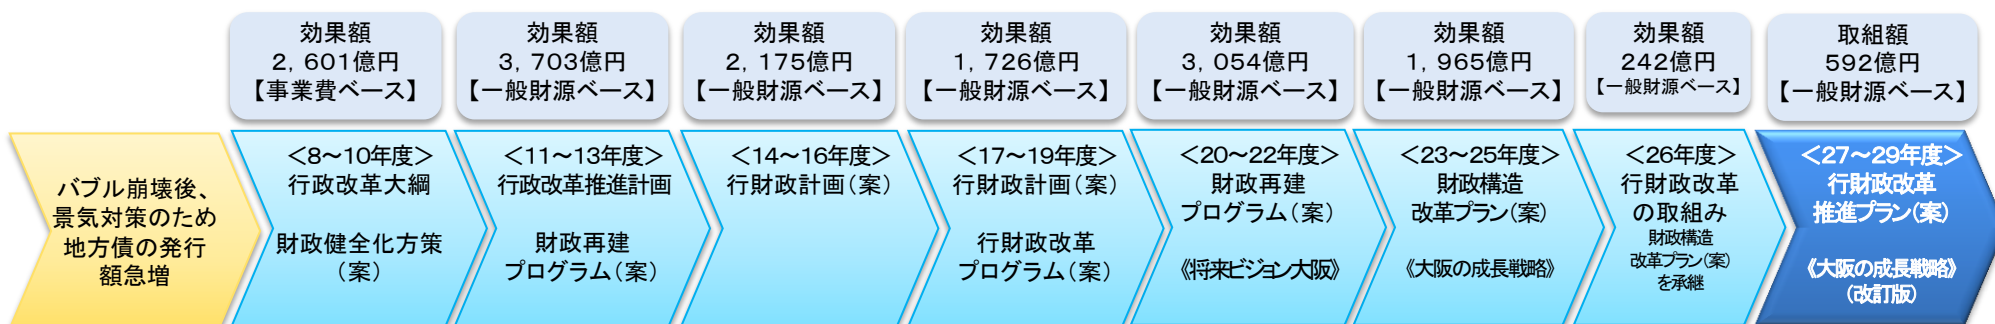 効果額
2,601億円
【事業費ベース】
効果額
3,703億円
【一般財源ベース】
効果額
2,175億円
【一般財源ベース】
効果額
1,726億円
【一般財源ベース】
効果額
3,054億円
【一般財源ベース】
効果額
1,965億円
【一般財源ベース】
効果額
242億円
【一般財源ベース】
取組額
592億円
【一般財源ベース】
バブル崩壊後、
景気対策のため
地方債の発行
額急増
＜8～10年度＞
行政改革大綱
財政健全化方策
（案）
＜11～13年度＞
行政改革推進計画
財政再建
プログラム（案）
＜14～16年度＞
行財政計画（案）
＜17～19年度＞
行財政計画（案）
行財政改革
プログラム（案）
＜20～22年度＞
財政再建
プログラム（案）
《将来ビジョン大阪》
＜23～25年度＞
財政構造
改革プラン（案）
《大阪の成長戦略》
＜26年度＞
行財政改革
の取組み
財政構造
改革プラン（案）
を承継
＜27～29年度＞
行財政改革
推進プラン（案）
《大阪の成長戦略》
（改訂版）